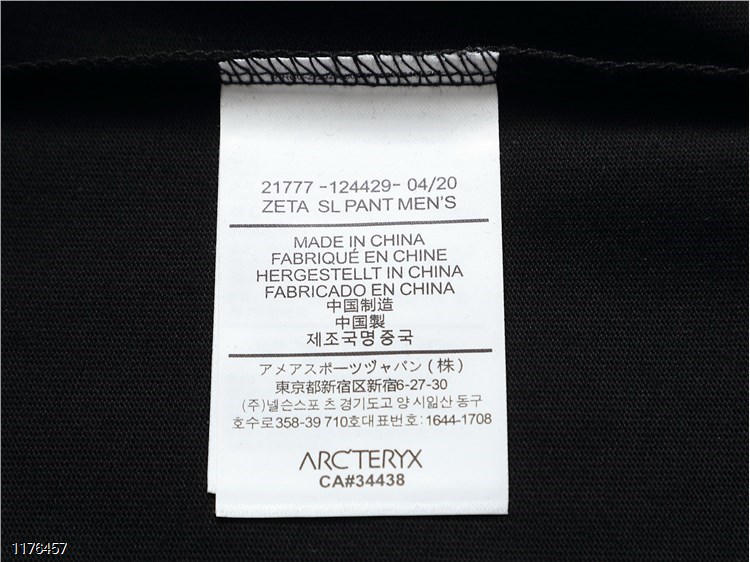 21777 -124429- 04/20
ZETA SL PANT MEN'S
MADE IN CHINA
FABRIQUÉ EN CHINE
HERGESTELLT IN CHINA
FABRICADO EN CHINA
中国制造
中国製
제조국명 중국
アメアスポーツヅャパン (株)
東京都新宿区新宿6-27-30
(주)넬슨스포 츠 경기도고 양 시잀산 동구
호수로358-39 710호대표번호: 1644-1708
ARC'TERYX
CA#34438
1176457